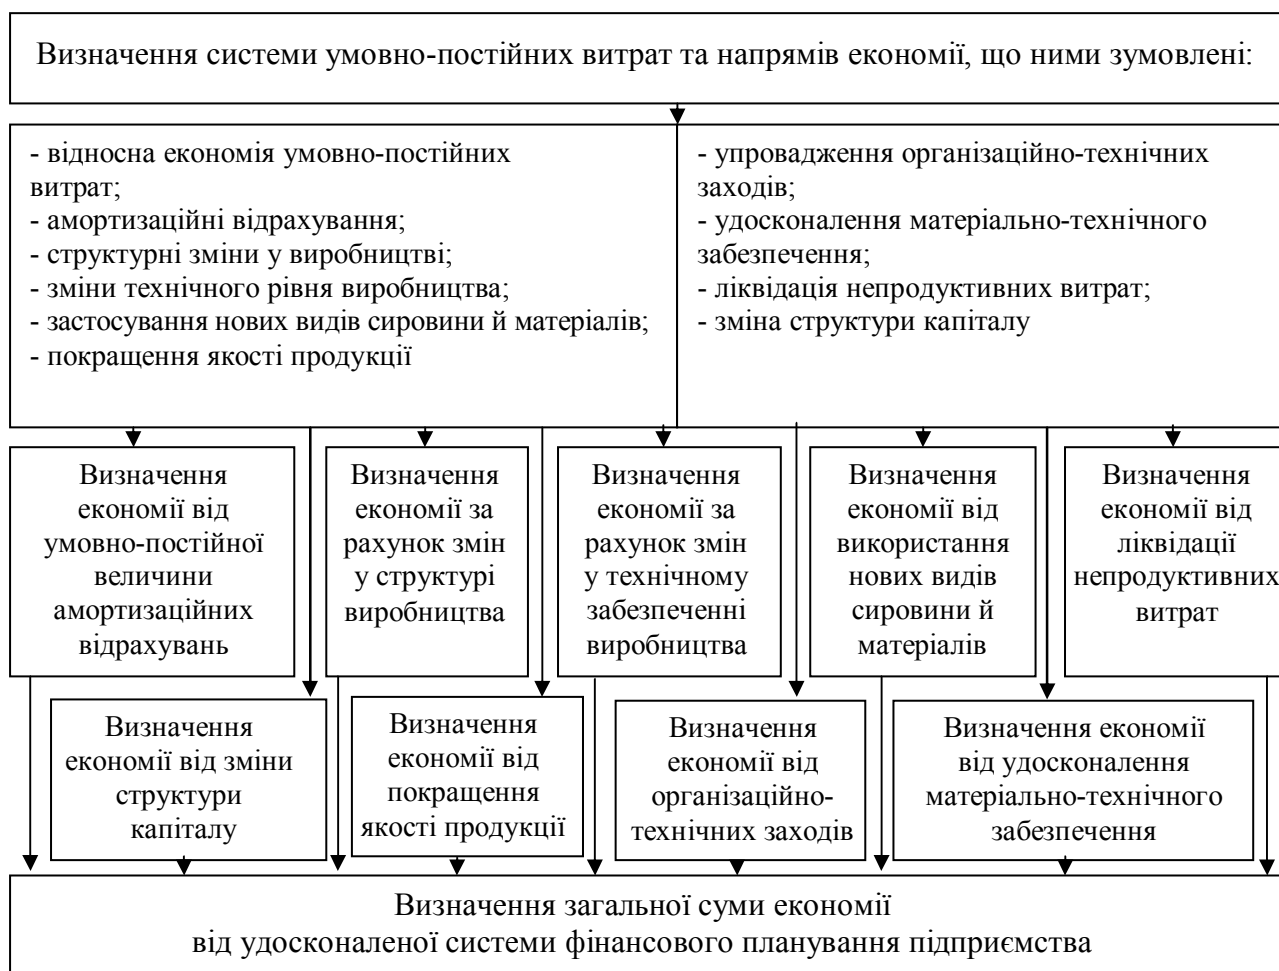 Визначення системи умовно-постійних витрат та напрямів економії, що ними зумовлені:
- відносна економія умовно-постійних
витрат;
- амортизаційні відрахування;
- структурні зміни у виробництві;
- зміни технічного рівня виробництва;
- застосування нових видів сировини й матеріалів;
- покращення якості продукції
- упровадження організаційно-технічних
заходів;
- удосконалення матеріально-технічного
забезпечення;
- ліквідація непродуктивних витрат;
- зміна структури капіталу
Визначення
економії від
умовно-постійної
величини
амортизаційних
відрахувань
Визначення
економії за
рахунок змін
у структурі
виробництва
Визначення
економії за
рахунок змін
у технічному
забезпеченні
виробництва
Визначення
економії від
використання
нових видів
сировини й
матеріалів
Визначення
економії від
ліквідації
непродуктивних
витрат
Визначення
економії від зміни
структури
капіталу
Визначення
економії від
покращення
якості продукції
Визначення
економії від
організаційно-
технічних заходів
Визначення економії
від удосконалення
матеріально-технічного
забезпечення
Визначення загальної суми економії
від удосконаленої системи фінансового планування підприємства